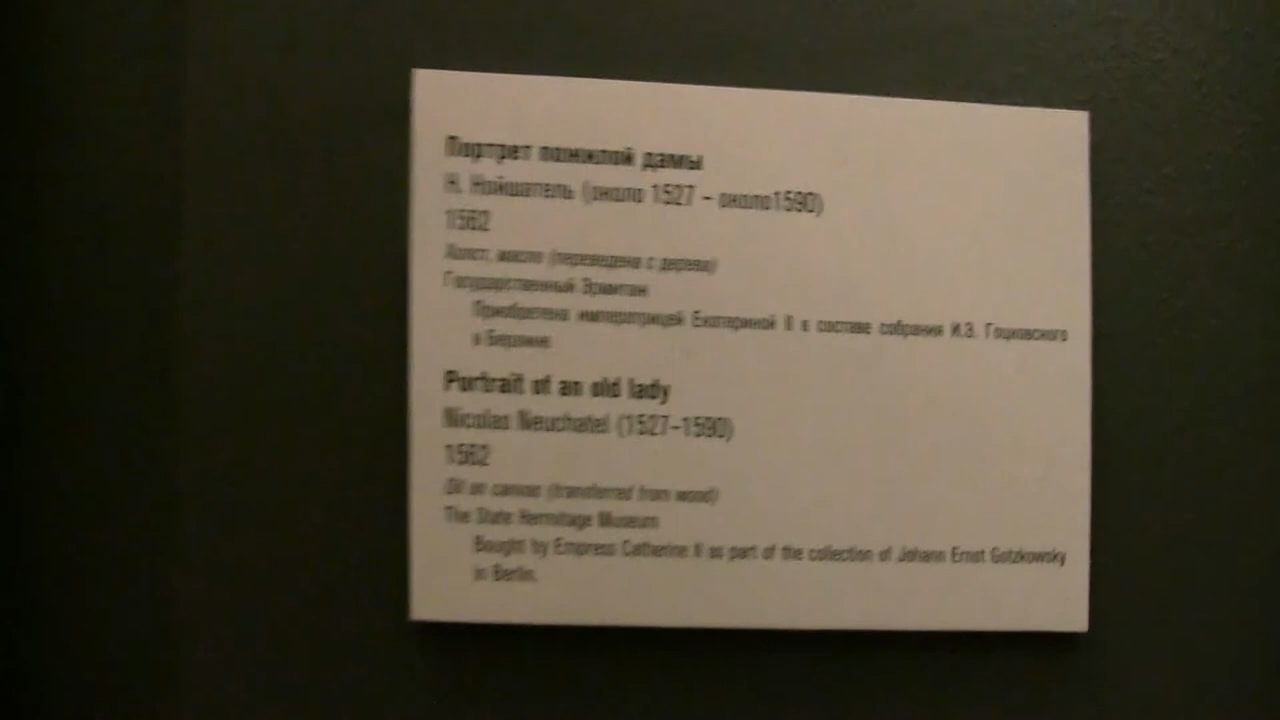 Портрет пожилой дамы
Н. Нойшатель (около 1527 – около1590)
1562
Холст, масло (переведена с дерева)
Государственный Эрмитаж
Приобретена императрицей Екатериной II в составе собрания И.Э. Гоцковского
в Берлине
Portrait of an old lady
Nicolas Neuchatel (1527–1590)
1562
Oil on canvas (transferred from wood)
The State Hermitage Museum
Bought by Empress Catherine II as part of the collection of Johann Ernst Gotzkowsky
in Berlin.